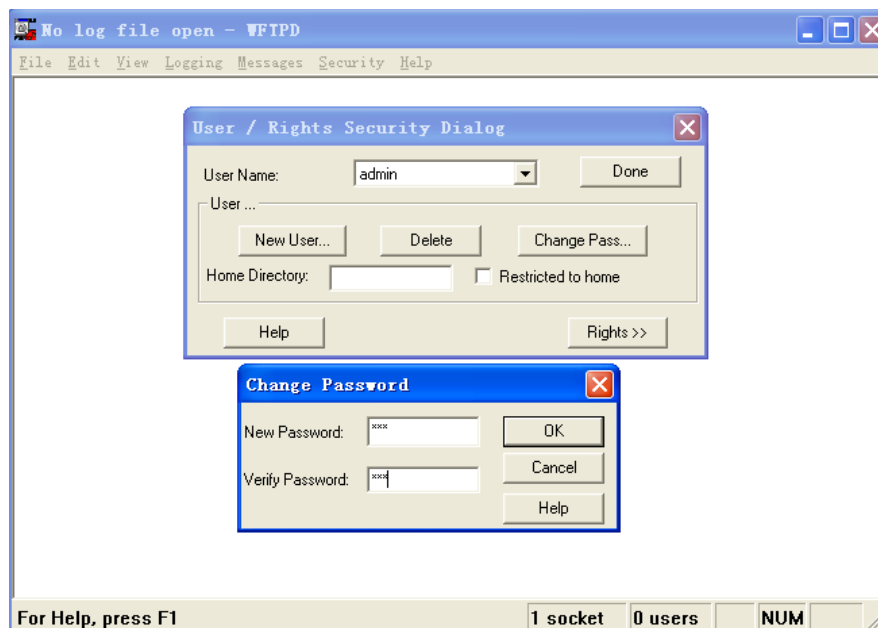 No log file open - WFTPD
File Edit View Logging Messages Security Help
User / Rights Security Dialog
User Name: admin Done
User ...
New User... Delete Change Pass...
Home Directory: Restricted to home
Help Rights >>
Change Password
New Password: *** OK
Cancel
Verify Password: ***
Help
For Help, press F1 1 socket 0 users NUM